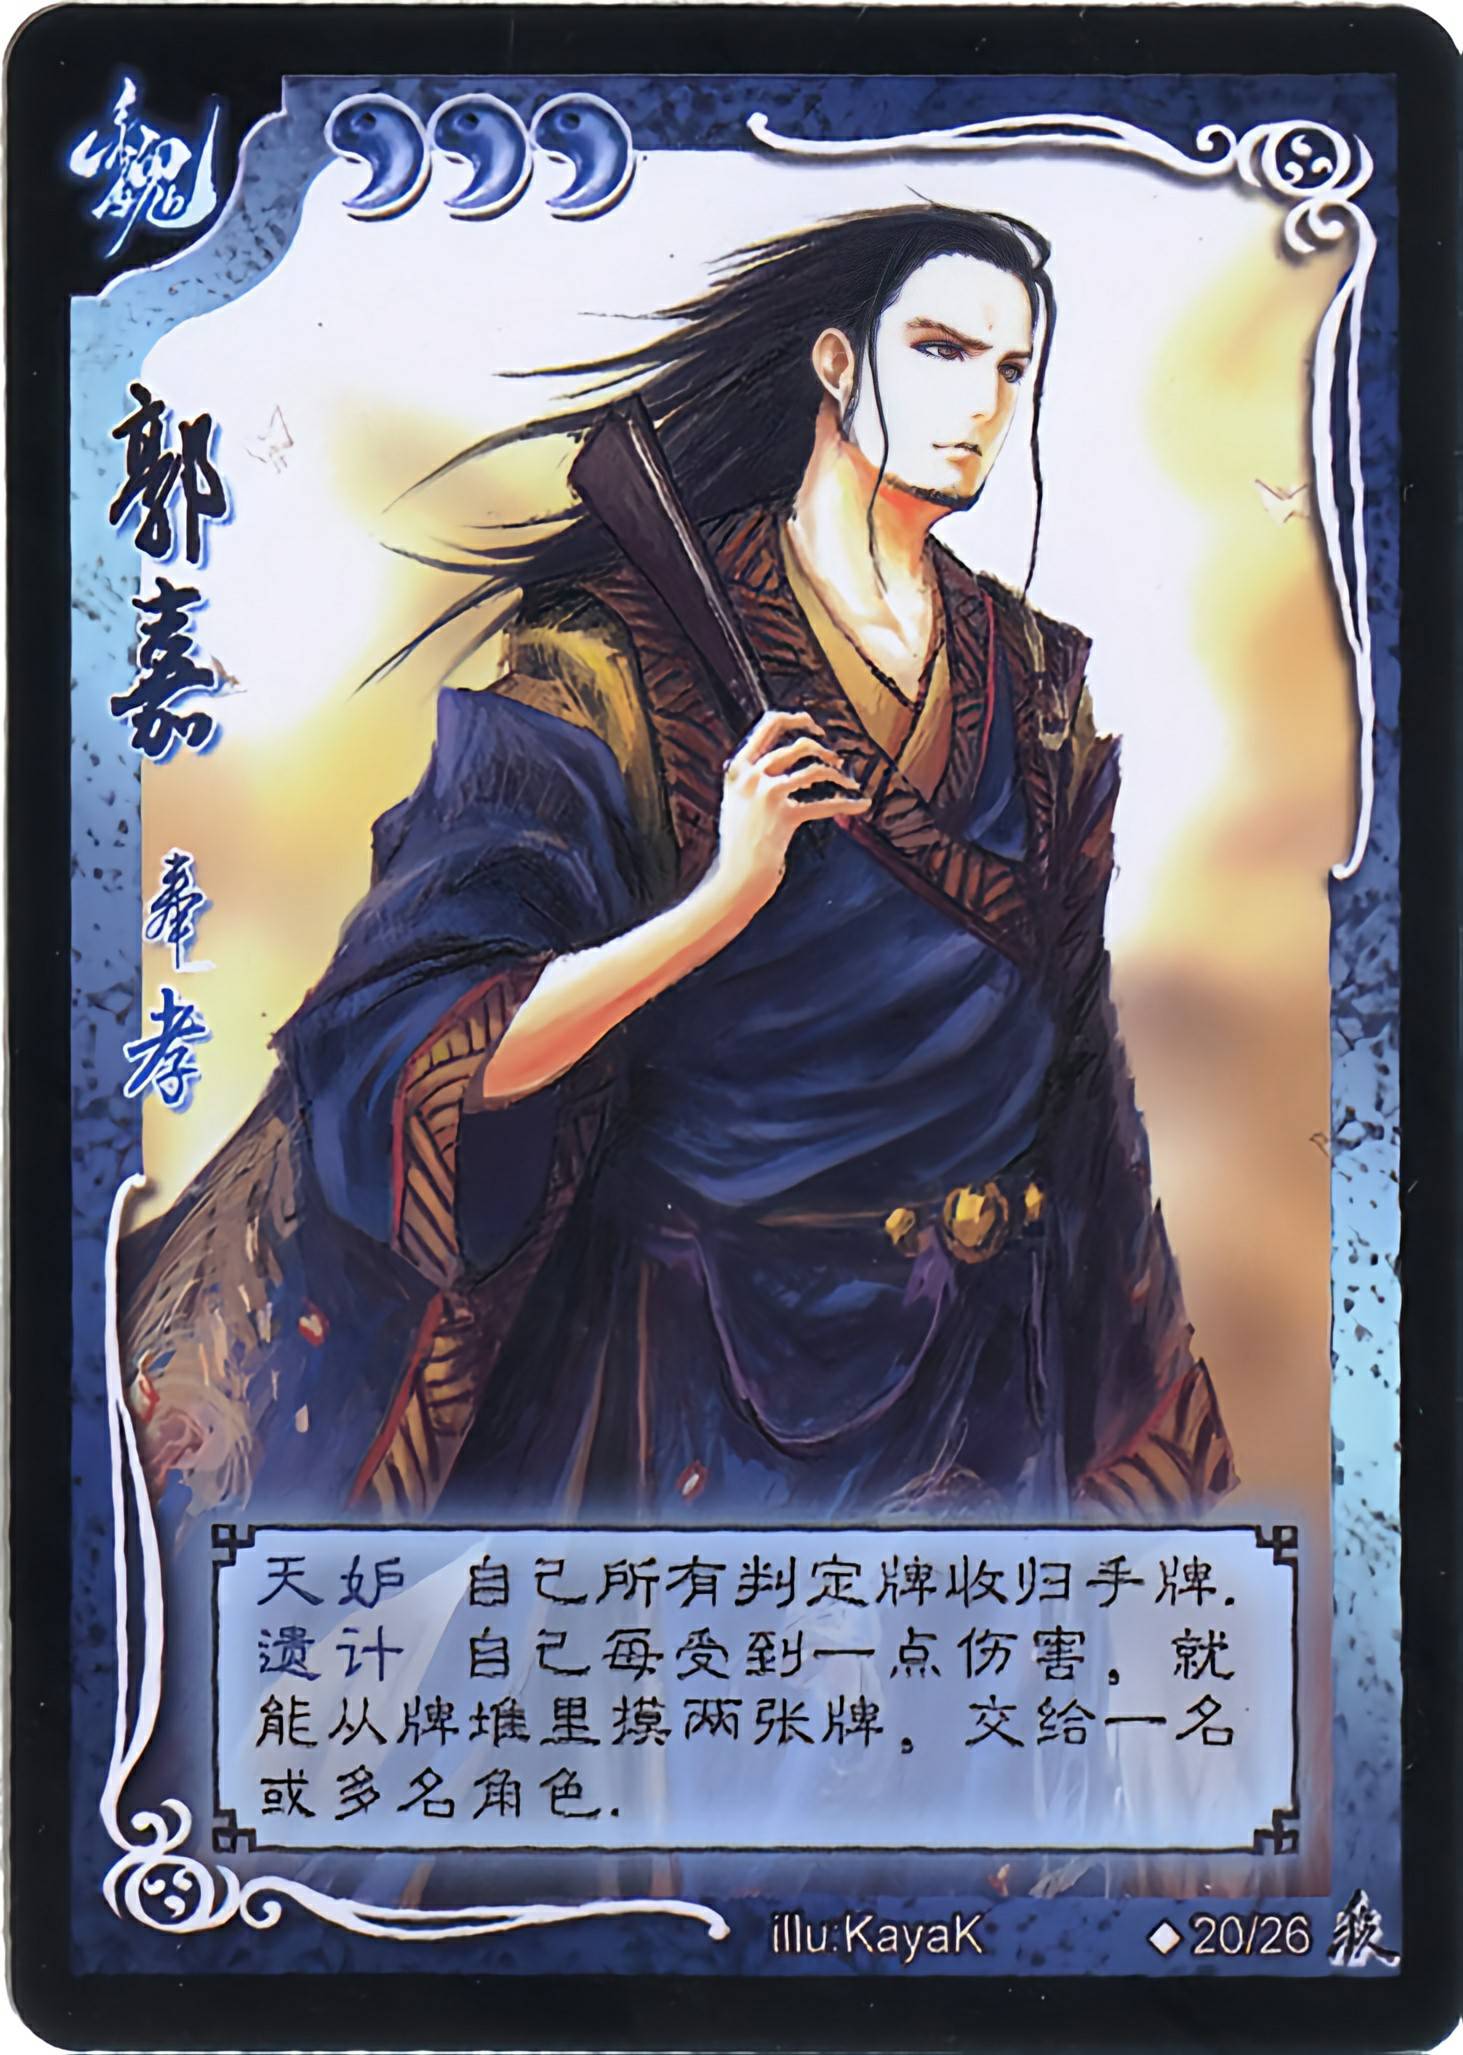 魏
郭嘉
奉孝
天妒 自己所有判定牌收归手牌.
遗计 自己每受到一点伤害，就
能从牌堆里摸两张牌，交给一名
或多名角色.
illu:KayaK
◆20/26